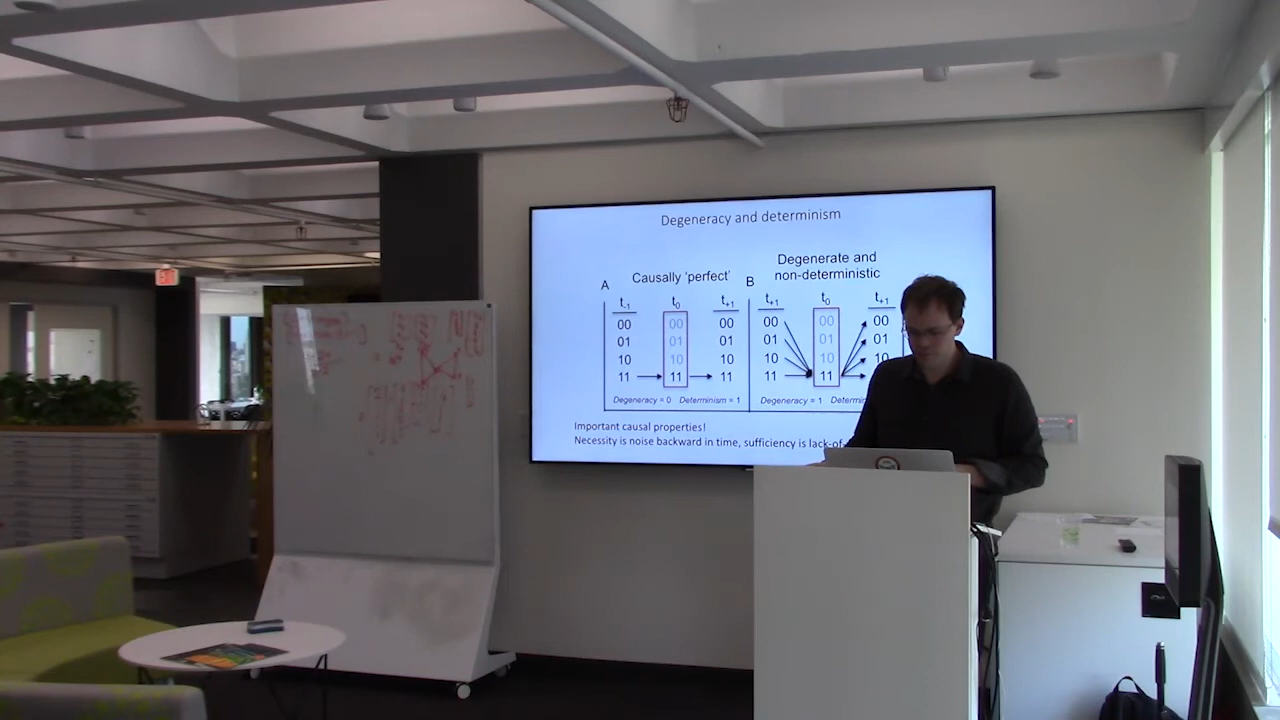 EXIT
Degeneracy and determinism
A
Causally 'perfect'
t-1 t0 t+1
00 00 00
01 01 01
10 10 10
11 11 11
Degeneracy = 0 Determinism = 1
B
Degenerate and
non-deterministic
t+1 t0 t+1
00 00 00
01 01 01
10 10 10
11 11
Degeneracy = 1
Important causal properties!
Necessity is noise backward in time, sufficiency is lack-of-